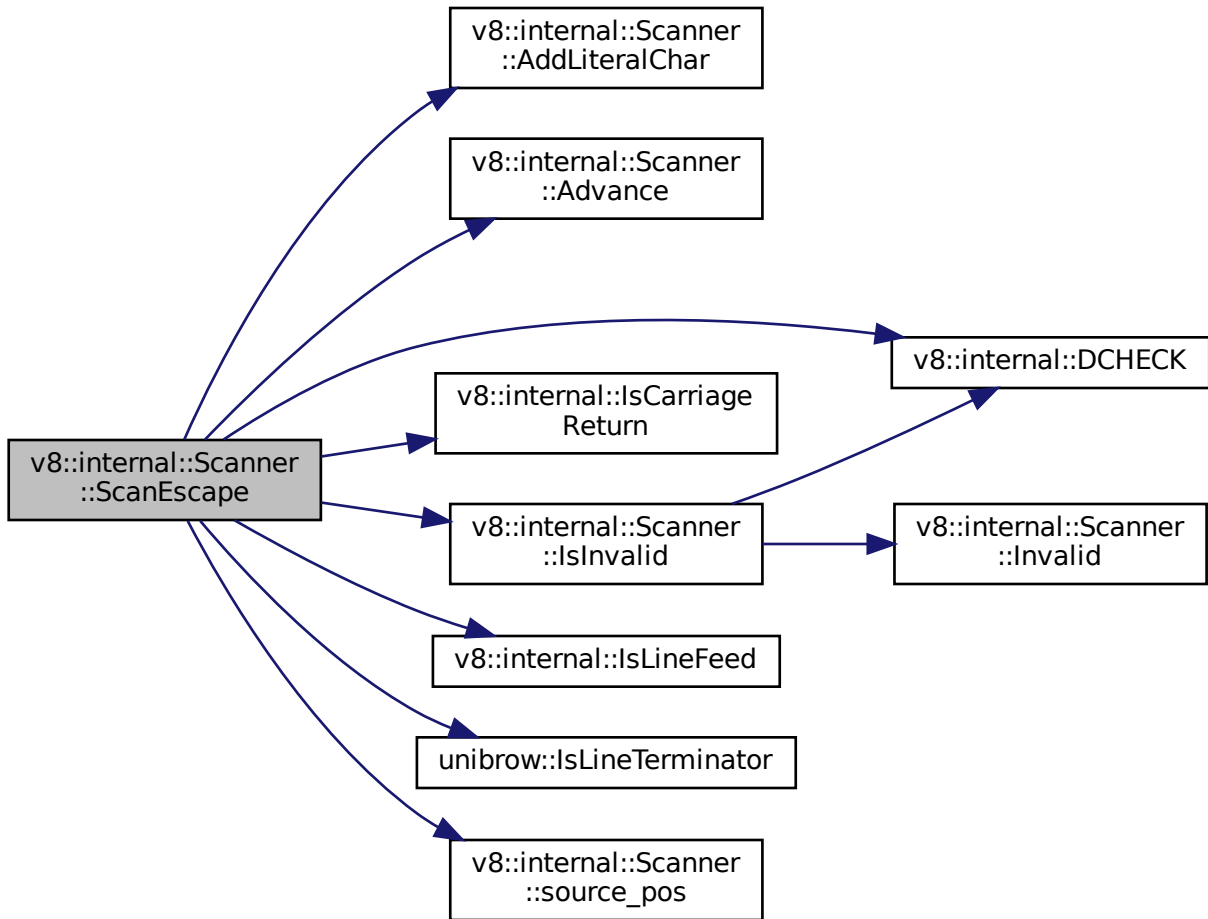 v8::internal::Scanner
::AddLiteralChar
v8::internal::Scanner
::Advance
v8::internal::DCHECK
v8::internal::IsCarriage
Return
v8::internal::Scanner
::ScanEscape
v8::internal::Scanner
::IsInvalid
v8::internal::Scanner
::Invalid
v8::internal::IsLineFeed
unibrow::IsLineTerminator
v8::internal::Scanner
::source_pos